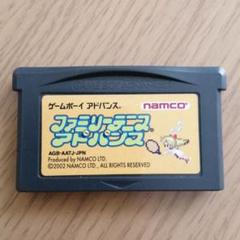 ゲームボーイ アドバンス®
namco®
ファミリーテニス
アドバンス
AGB-AATJ-JPN
Produced by NAMCO LTD.
©2002 NAMCO LTD., ALL RIGHTS RESERVED